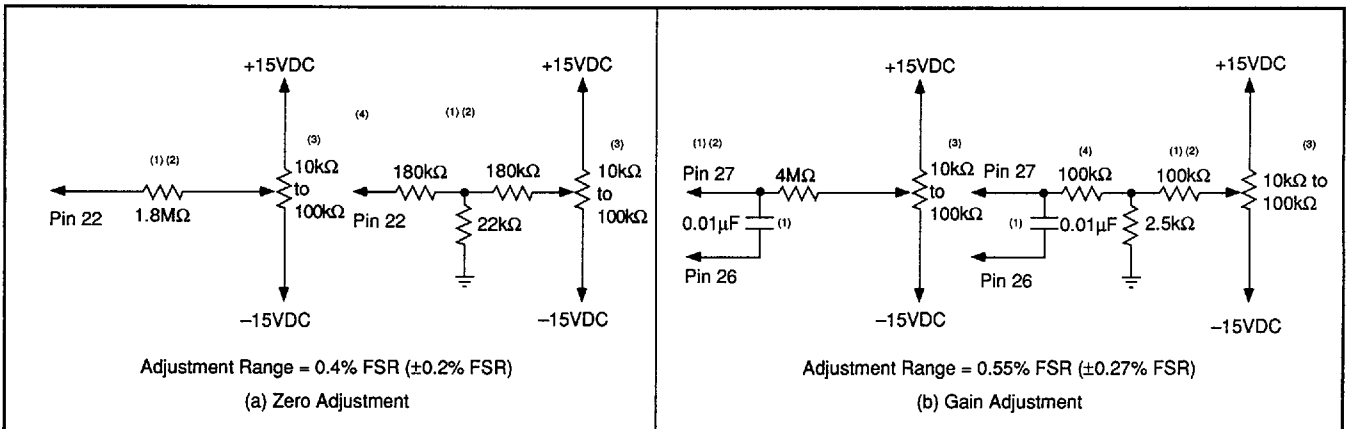 +15VDC
(1) (2)
(3)
10kΩ
to
100kΩ
1.8MΩ
Pin 22
–15VDC
+15VDC
(4)
(1) (2)
(3)
180kΩ
180kΩ
10kΩ
to
100kΩ
Pin 22
22kΩ
–15VDC
Adjustment Range = 0.4% FSR (±0.2% FSR)
(a) Zero Adjustment
+15VDC
(1) (2)
(3)
Pin 27
4MΩ
10kΩ
to
100kΩ
0.01µF
(1)
Pin 26
–15VDC
+15VDC
(4)
(1) (2)
(3)
Pin 27
100kΩ
100kΩ
10kΩ to
100kΩ
(1)
0.01µF
2.5kΩ
Pin 26
–15VDC
Adjustment Range = 0.55% FSR (±0.27% FSR)
(b) Gain Adjustment